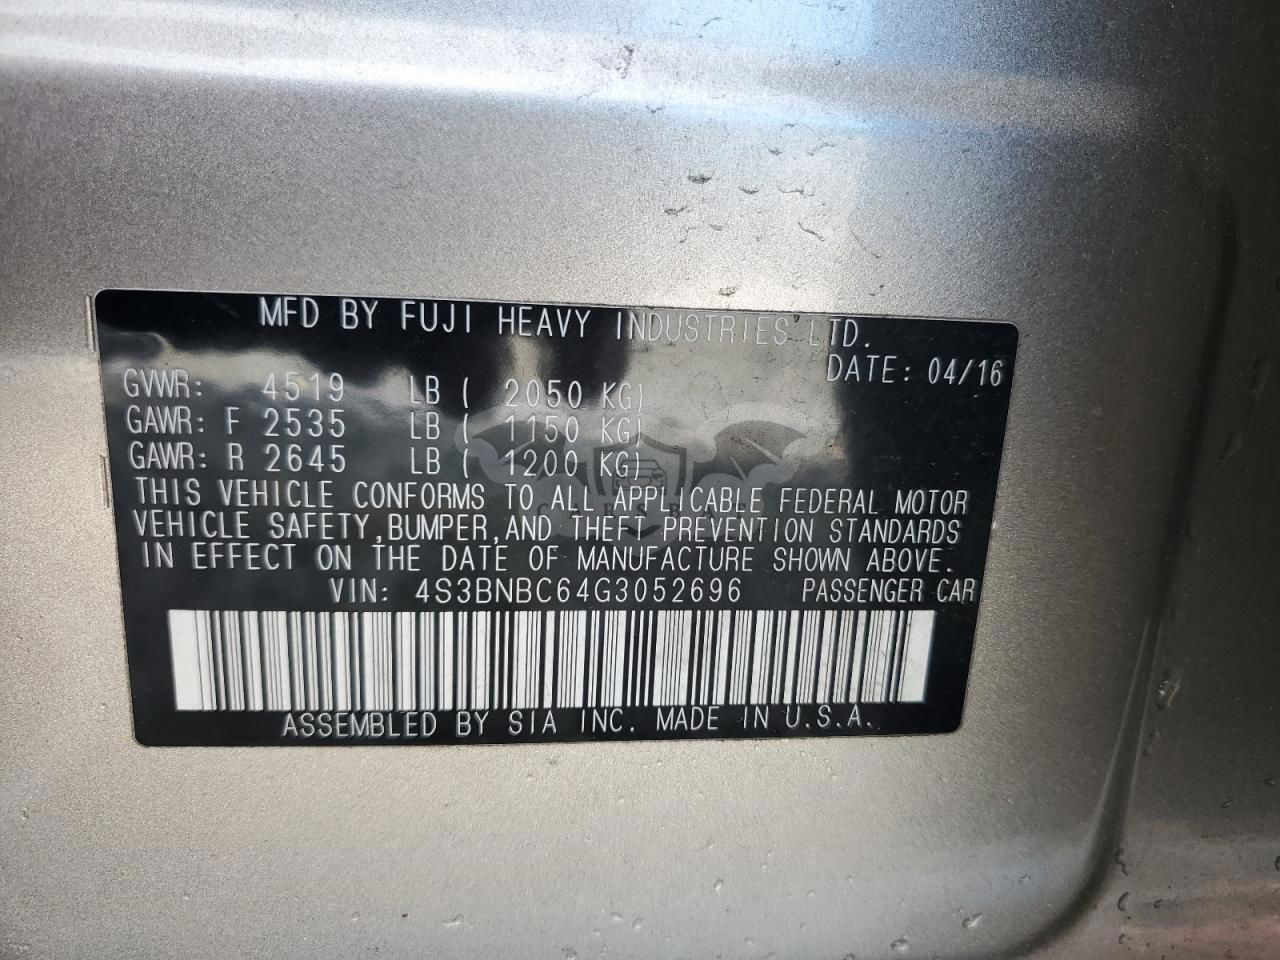 MFD BY FUJI HEAVY INDUSTRIES LTD.
DATE: 04/16
GVWR: 4519 LB ( 2050 KG)
GAWR: F 2535 LB ( 1150 KG)
GAWR: R 2645 LB ( 1200 KG)
THIS VEHICLE CONFORMS TO ALL APPLICABLE FEDERAL MOTOR
VEHICLE SAFETY, BUMPER, AND THEFT PREVENTION STANDARDS
IN EFFECT ON THE DATE OF MANUFACTURE SHOWN ABOVE.
VIN: 4S3BNBC64G3052696 PASSENGER CAR
ASSEMBLED BY SIA INC. MADE IN U.S.A.